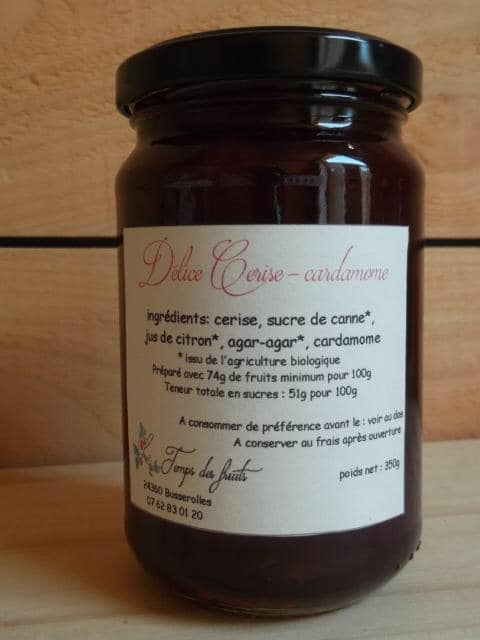 Délice Cerise - cardamome
ingrédients: cerise, sucre de canne*,
jus de citron*, agar-agar*, cardamome
* issu de l'agriculture biologique
Préparé avec 74g de fruits minimum pour 100g
Teneur totale en sucres : 51g pour 100g
A consommer de préférence avant le : voir au dos
A conserver au frais après ouverture
Temps des fruits
poids net : 350g
24360 Busserolles
07 62 83 01 20